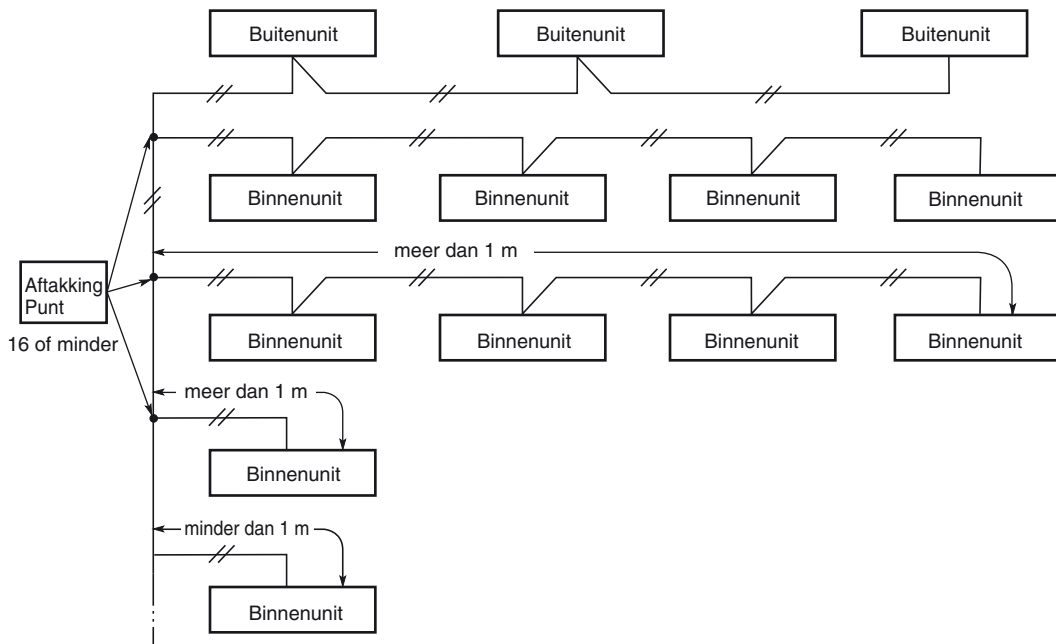 Buitenunit Buitenunit Buitenunit
Binnenunit Binnenunit Binnenunit Binnenunit
meer dan 1 m
Aftakking
Punt
16 of minder
Binnenunit Binnenunit Binnenunit Binnenunit
meer dan 1 m
Binnenunit
minder dan 1 m
Binnenunit